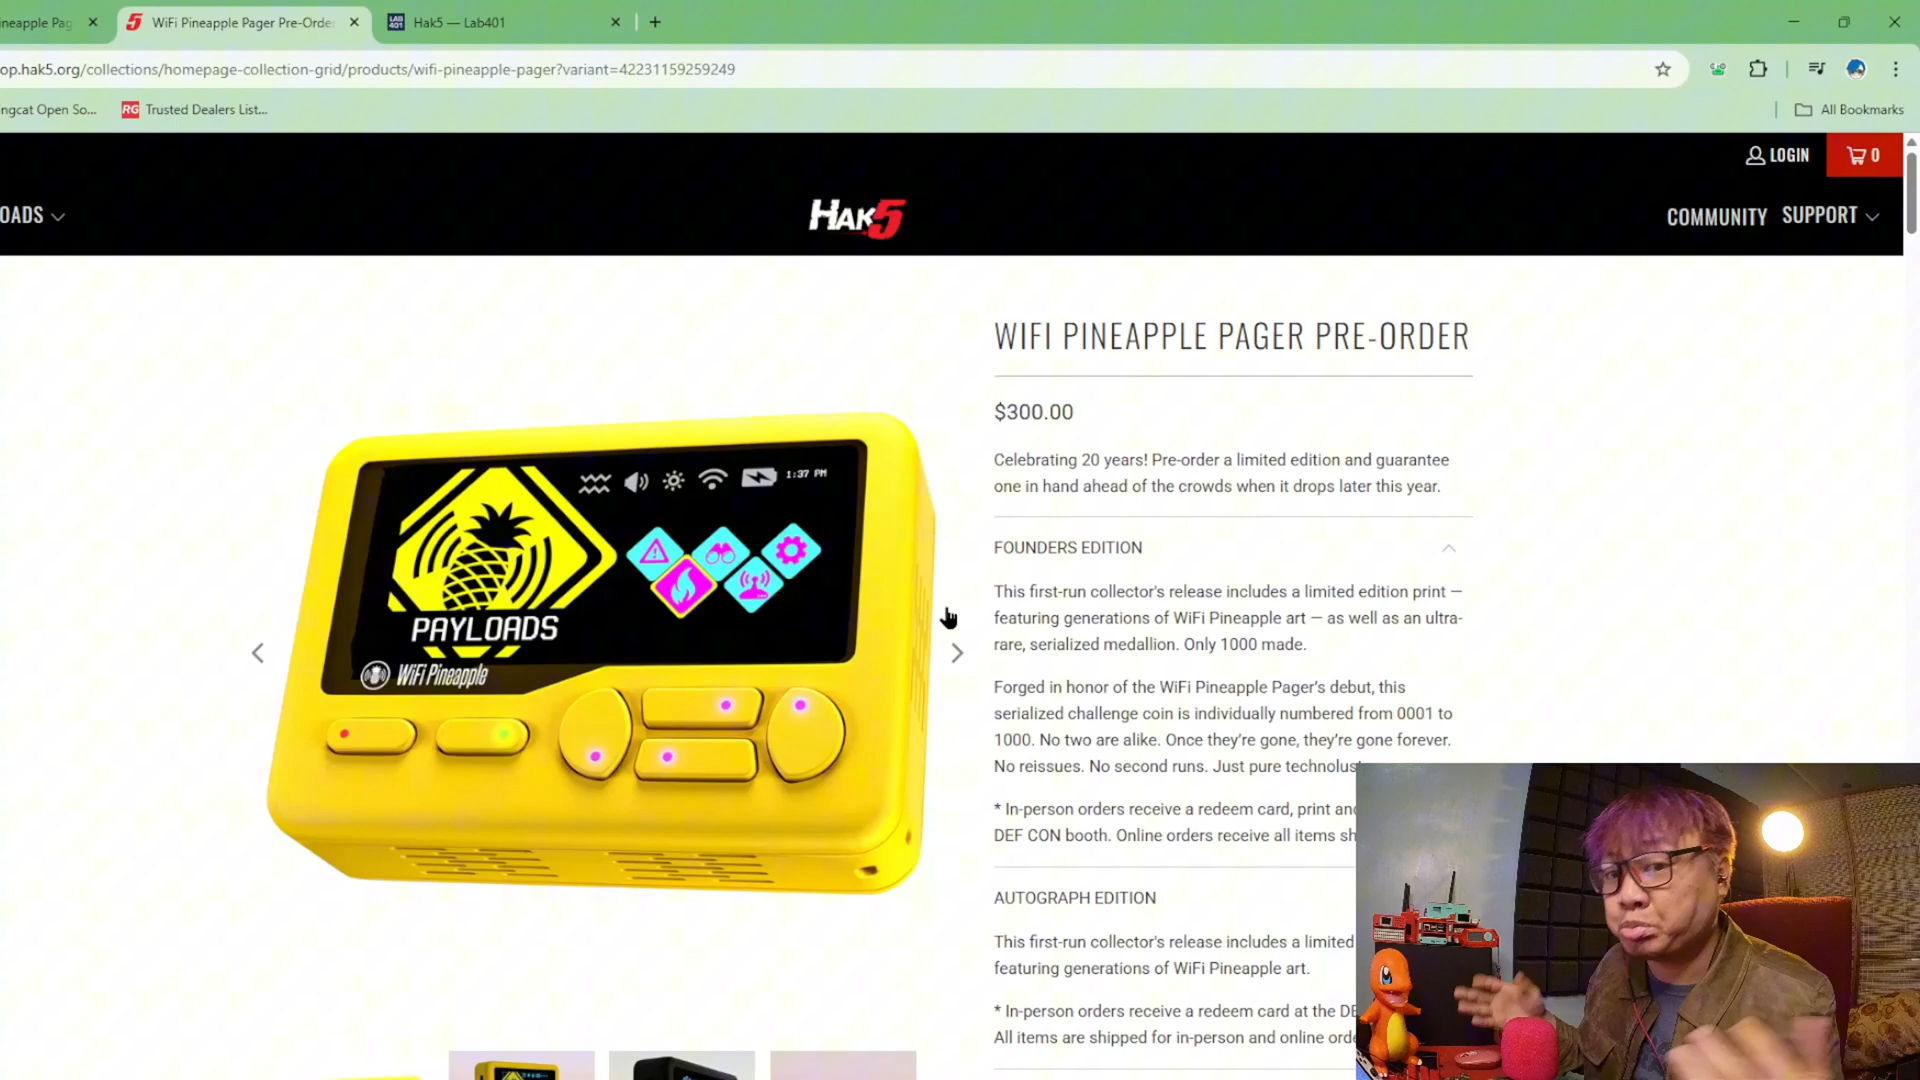 ineapple Pag
WiFi Pineapple Pager Pre-Order
Hak5 — Lab401
op.hak5.org/collections/homepage-collection-grid/products/wifi-pineapple-pager?variant=42231159259249
ngcat Open So...
RG Trusted Dealers List...
All Bookmarks
LOGIN
0
OADS
HAK5
COMMUNITY
SUPPORT
WIFI PINEAPPLE PAGER PRE-ORDER
$300.00
Celebrating 20 years! Pre-order a limited edition and guarantee
one in hand ahead of the crowds when it drops later this year.
FOUNDERS EDITION
This first-run collector's release includes a limited edition print —
featuring generations of WiFi Pineapple art — as well as an ultra-
rare, serialized medallion. Only 1000 made.
Forged in honor of the WiFi Pineapple Pager's debut, this
serialized challenge coin is individually numbered from 0001 to
1000. No two are alike. Once they're gone, they're gone forever.
No reissues. No second runs. Just pure technolus
* In-person orders receive a redeem card, print and
DEF CON booth. Online orders receive all items sh
AUTOGRAPH EDITION
This first-run collector's release includes a limited
featuring generations of WiFi Pineapple art.
* In-person orders receive a redeem card at the DE
All items are shipped for in-person and online orde
1:37 PM
PAYLOADS
WiFi Pineapple